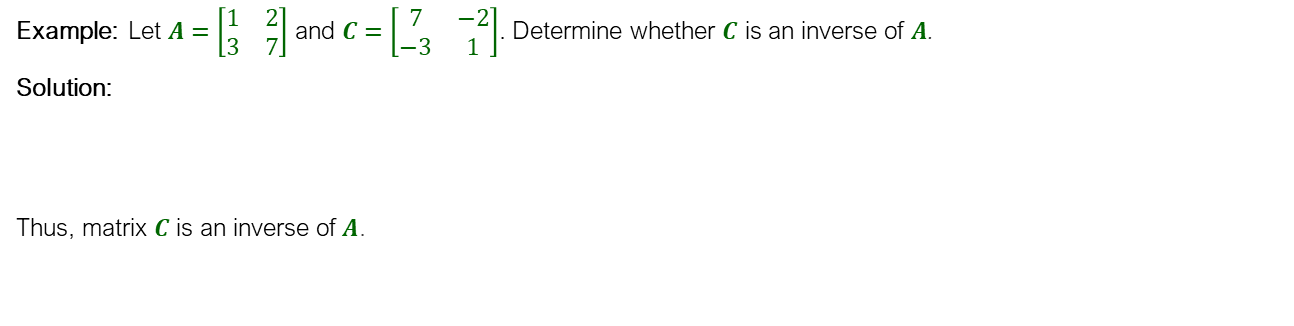 Example: Let A = [1 2; 3 7] and C = [7 −2; −3 1]. Determine whether C is an inverse of A.
Solution:
Thus, matrix C is an inverse of A.